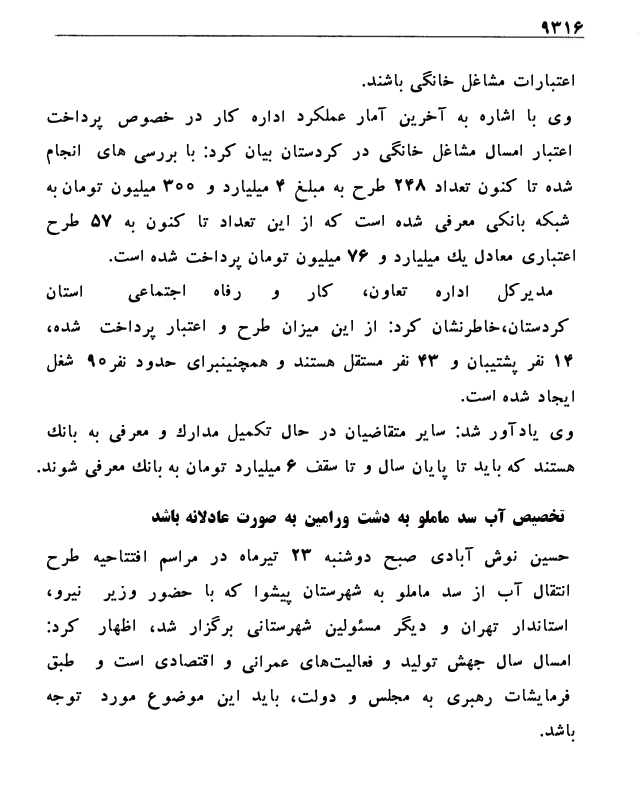 ۹۳۱۶
اعتبارات مشاغل خانگی باشند.
وی با اشاره به آخرین آمار عملکرد اداره کار در خصوص پرداخت
اعتبار امسال مشاغل خانگی در کردستان بیان کرد: با بررسی های انجام
شده تا کنون تعداد ۲۴۸ طرح به مبلغ ۴ میلیارد و ۳۰۰ میلیون تومان به
شبکه بانکی معرفی شده است که از این تعداد تا کنون به ۵۷ طرح
اعتباری معادل یك میلیارد و ۷۶ میلیون تومان پرداخت شده است.
مدیرکل اداره تعاون، کار و رفاه اجتماعی استان
کردستان،خاطرنشان کرد: از این میزان طرح و اعتبار پرداخت شده،
۱۴ نفر پشتیبان و ۴۳ نفر مستقل هستند و همچنینبرای حدود نفر۹۰ شغل
ایجاد شده است.
وی یادآور شد: سایر متقاضیان در حال تکمیل مدارك و معرفی به بانك
هستند که باید تا پایان سال و تا سقف ۶ میلیارد تومان به بانك معرفی شوند.
تخصیص آب سد ماملو به دشت ورامین به صورت عادلانه باشد
حسین نوش آبادی صبح دوشنبه ۲۳ تیرماه در مراسم افتتاحیه طرح
انتقال آب از سد ماملو به شهرستان پیشوا که با حضور وزیر نیرو،
استاندار تهران و دیگر مسئولین شهرستانی برگزار شد، اظهار کرد:
امسال سال جهش تولید و فعالیت‌های عمرانی و اقتصادی است و طبق
فرمایشات رهبری به مجلس و دولت، باید این موضوع مورد توجه
باشد.